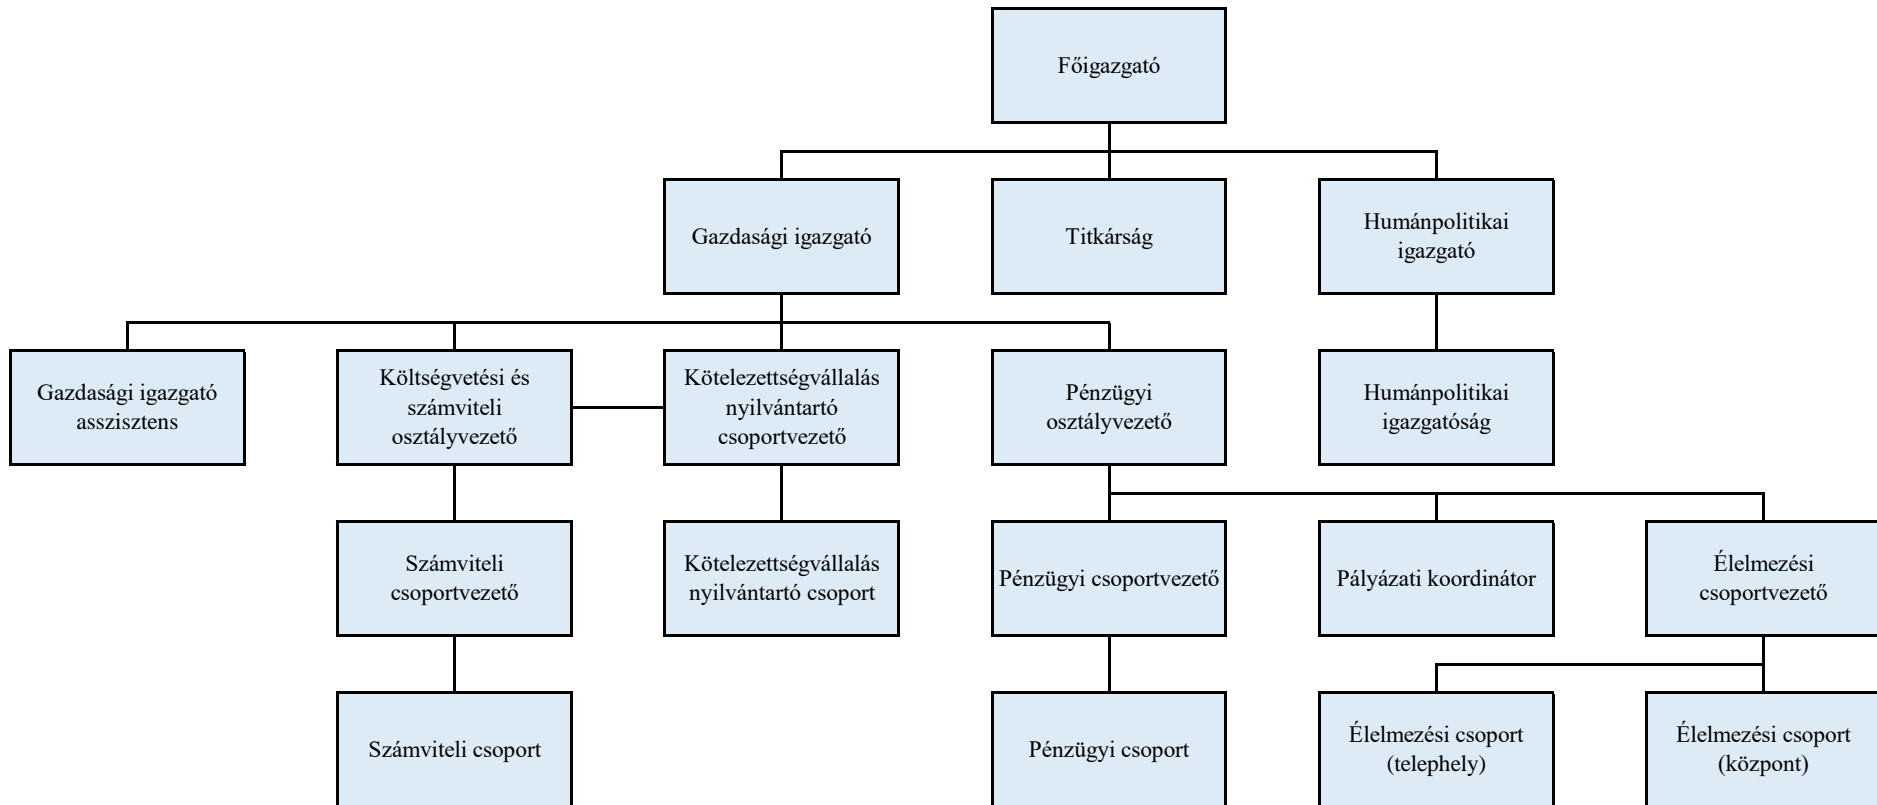 Főigazgató
Gazdasági igazgató
Titkárság
Humánpolitikai
igazgató
Gazdasági igazgató
asszisztens
Költségvetési és
számviteli
osztályvezető
Kötelezettségvállalás
nyilvántartó
csoportvezető
Pénzügyi
osztályvezető
Humánpolitikai
igazgatóság
Számviteli
csoportvezető
Kötelezettségvállalás
nyilvántartó csoport
Pénzügyi csoportvezető
Pályázati koordinátor
Élelmezési
csoportvezető
Számviteli csoport
Pénzügyi csoport
Élelmezési csoport
(telephely)
Élelmezési csoport
(központ)